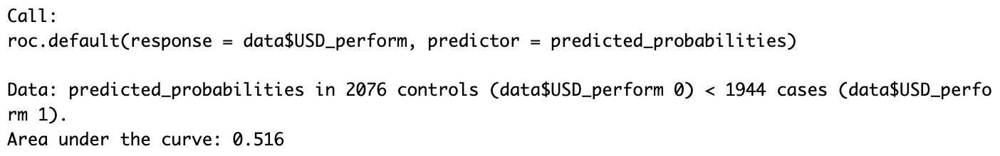 Call:
roc.default(response = data$USD_perform, predictor = predicted_probabilities)
Data: predicted_probabilities in 2076 controls (data$USD_perform 0) < 1944 cases (data$USD_perfo
rm 1).
Area under the curve: 0.516